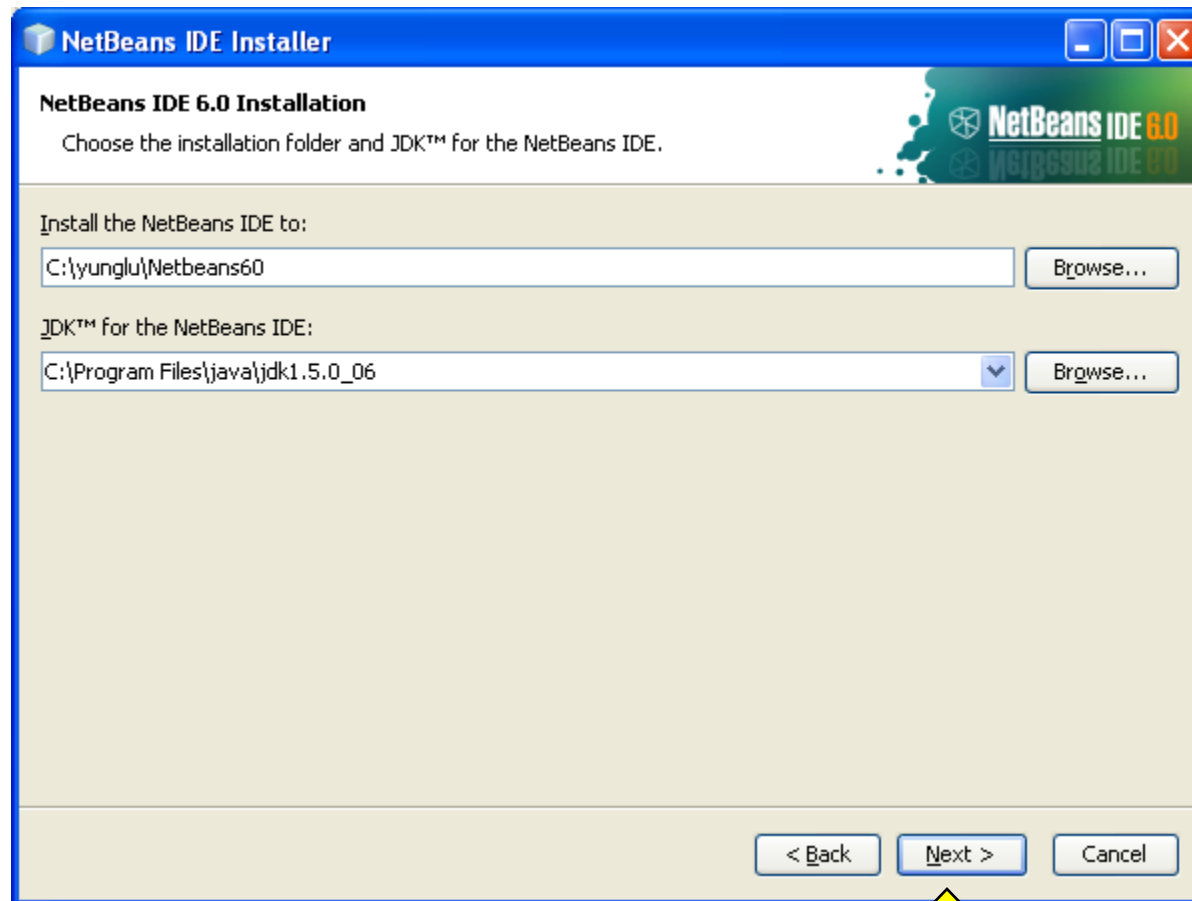 NetBeans IDE Installer
NetBeans IDE 6.0 Installation
Choose the installation folder and JDK™ for the NetBeans IDE.
NetBeans IDE 6.0
Install the NetBeans IDE to:
C:\yunglu\Netbeans60
Browse...
JDK™ for the NetBeans IDE:
C:\Program Files\java\jdk1.5.0_06
Browse...
< Back
Next >
Cancel